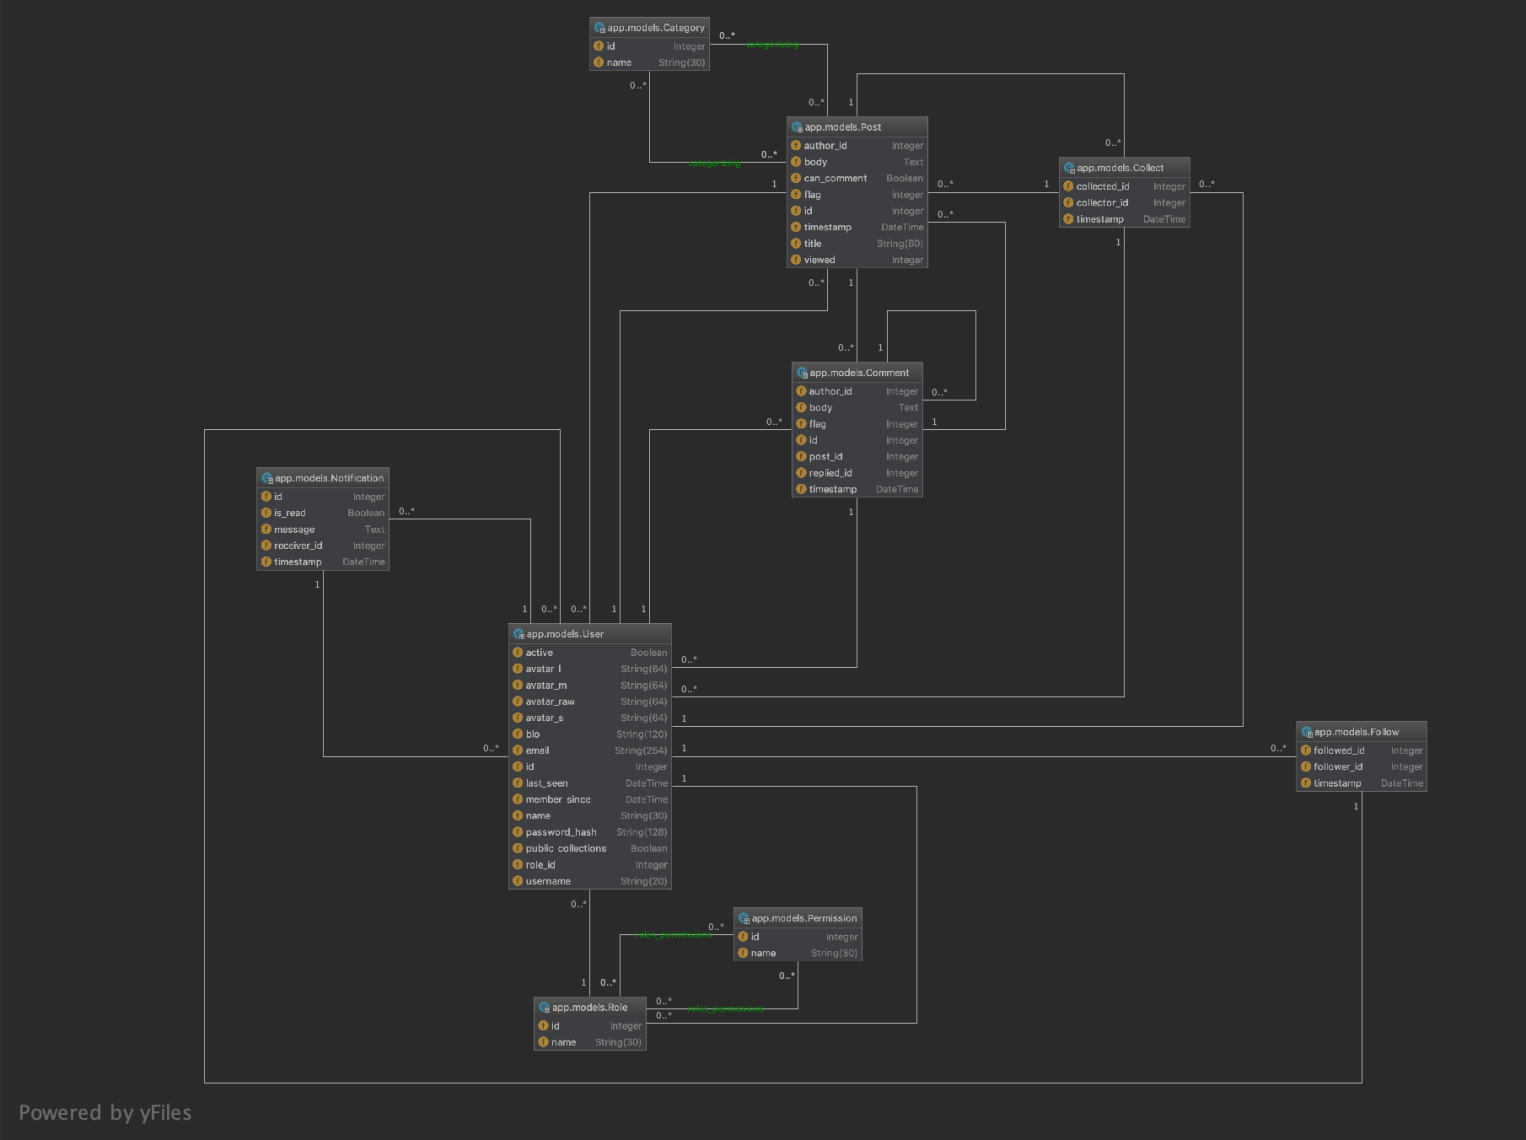 app.models.Category
id Integer
name String(30)
0..*
categorizing
0..*
0..*
1
0..*
categorizing
0..*
app.models.Post
author_id Integer
body Text
can_comment Boolean
flag Integer
id Integer
timestamp DateTime
title String(60)
viewed Integer
1
0..*
0..*
0..*
1
app.models.Collect
collected_id Integer
collector_id Integer
timestamp DateTime
0..*
1
0..*
1
0..*
1
app.models.Comment
author_id Integer
body Text
flag Integer
id Integer
post_id Integer
replied_id Integer
timestamp DateTime
0..*
0..*
1
1
app.models.Notification
id Integer
is_read Boolean
message Text
receiver_id Integer
timestamp DateTime
0..*
1
0..*
1
0..*
0..*
1
1
app.models.User
active Boolean
avatar_l String(64)
avatar_m String(64)
avatar_raw String(64)
avatar_s String(64)
bio String(120)
email String(254)
id Integer
last_seen DateTime
member_since DateTime
name String(30)
password_hash String(128)
public_collections Boolean
role_id Integer
username String(20)
0..*
0..*
1
1
1
0..*
app.models.Follow
followed_id Integer
follower_id Integer
timestamp DateTime
0..*
1
0..*
app.models.Permission
id Integer
name String(30)
0..*
roles_permissions
0..*
1
0..*
app.models.Role
id Integer
name String(30)
0..*
roles_permissions
0..*
Powered by yFiles